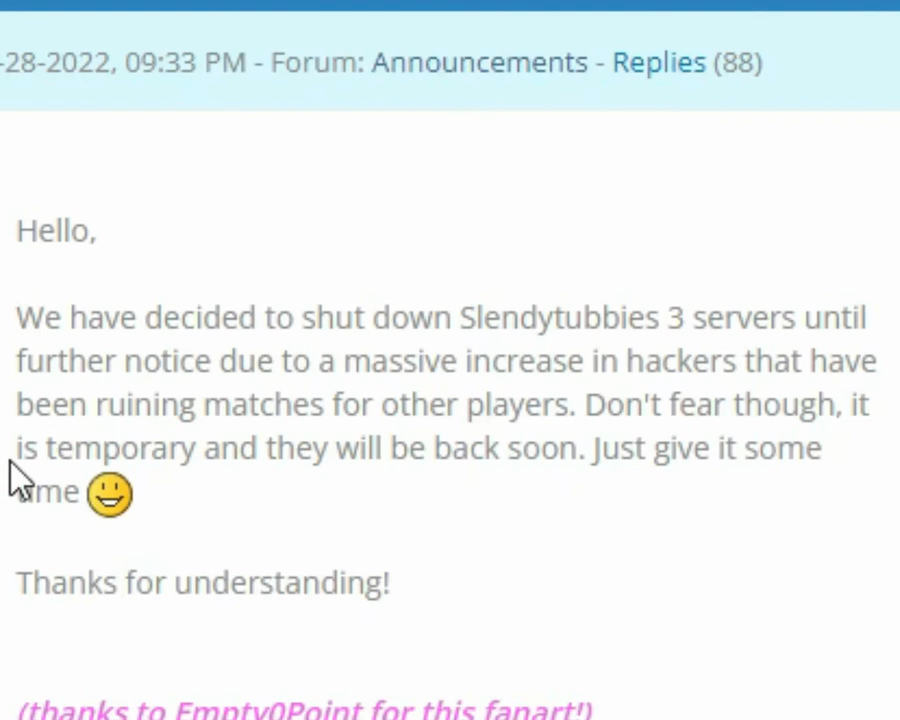 -28-2022, 09:33 PM - Forum: Announcements - Replies (88)
Hello,
We have decided to shut down Slendytubbies 3 servers until
further notice due to a massive increase in hackers that have
been ruining matches for other players. Don't fear though, it
is temporary and they will be back soon. Just give it some
time
Thanks for understanding!
(thanks to Empty0Point for this fanart!)